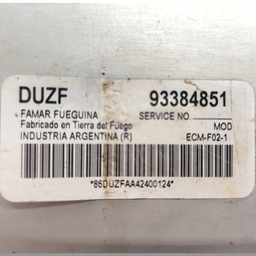 DUZF 93384851
FAMAR FUEGUINA SERVICE NO.
Fabricado en Tierra del Fuego MOD
INDUSTRIA ARGENTINA (R) ECM-F02-1
*86DUZFAA42400124*